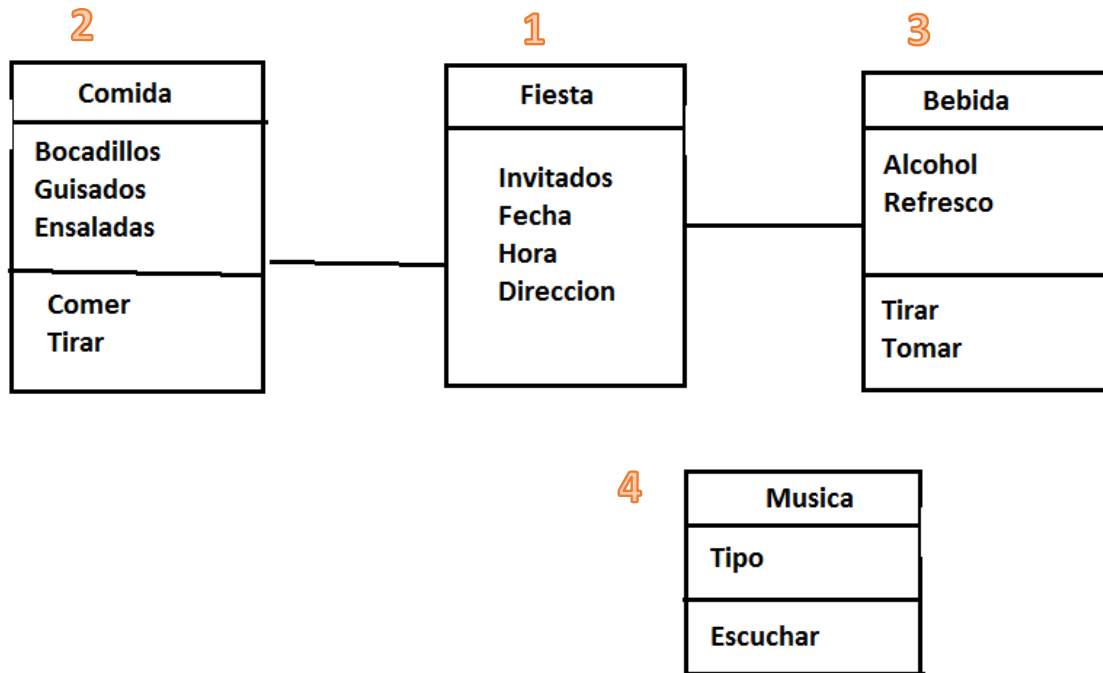 2
Comida
Bocadillos
Guisados
Ensaladas
Comer
Tirar
1
Fiesta
Invitados
Fecha
Hora
Direccion
3
Bebida
Alcohol
Refresco
Tirar
Tomar
4
Musica
Tipo
Escuchar